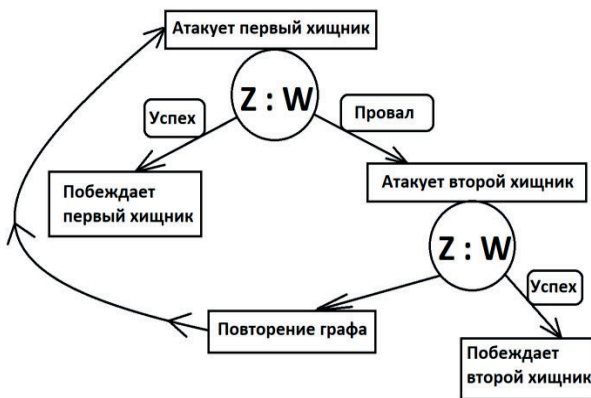 Атакует первый хищник
Z : W
Успех
Провал
Побеждает
первый хищник
Атакует второй хищник
Z : W
Успех
Повторение графа
Побеждает
второй хищник